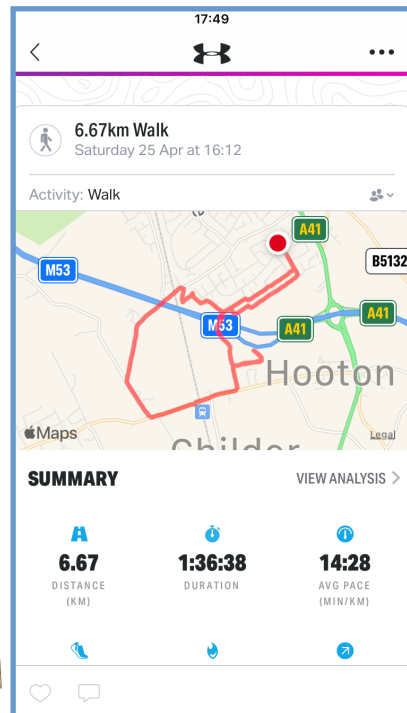 17:49
6.67km Walk
Saturday 25 Apr at 16:12
Activity: Walk
A41
B5132
M53
A41
M53
A41
Hooton
Maps
Legal
Childer
SUMMARY
VIEW ANALYSIS >
6.67
1:36:38
14:28
DISTANCE
DURATION
AVG PACE
(KM)
(MIN/KM)